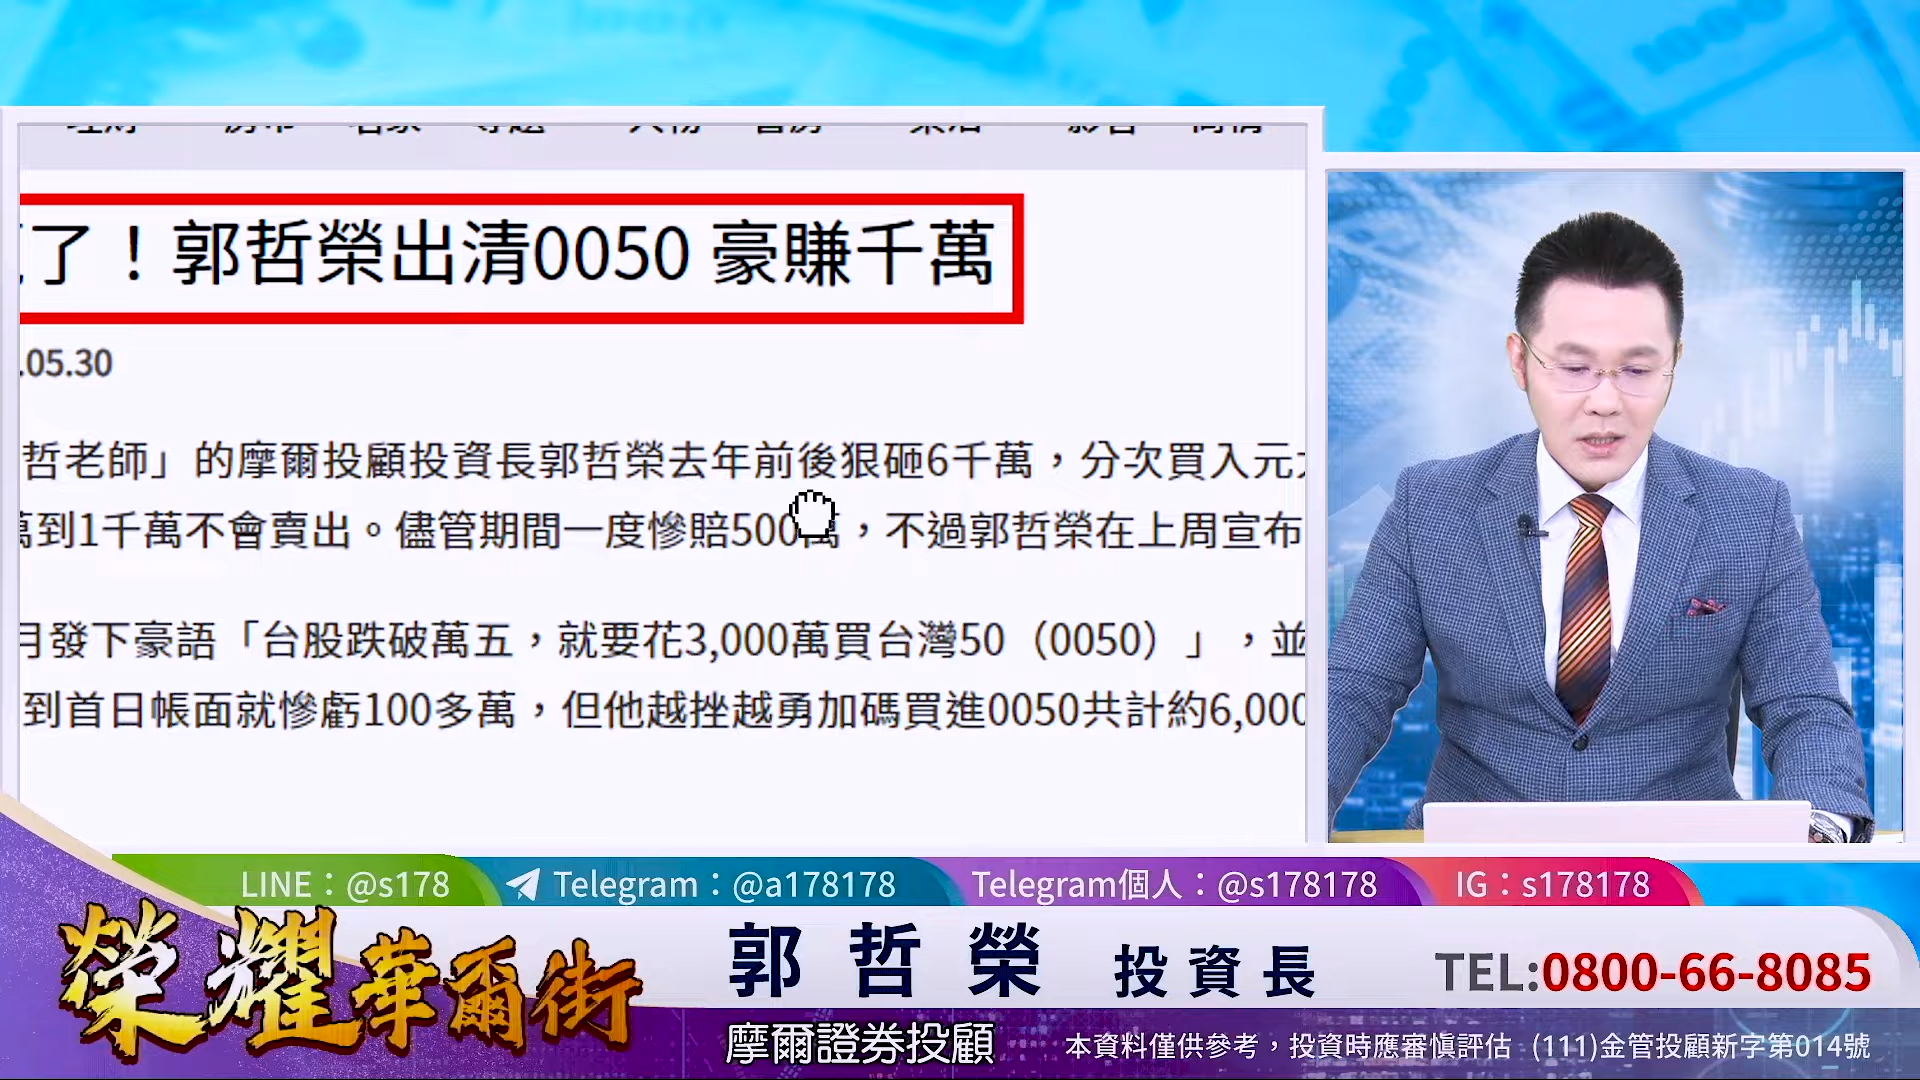 了！郭哲榮出清0050 豪賺千萬
.05.30
哲老師」的摩爾投顧投資長郭哲榮去年前後狠砸6千萬，分次買入元
萬到1千萬不會賣出。儘管期間一度慘賠500萬，不過郭哲榮在上周宣布
月發下豪語「台股跌破萬五，就要花3,000萬買台灣50（0050）」，並
到首日帳面就慘虧100多萬，但他越挫越勇加碼買進0050共計約6,000
LINE：@s178
Telegram：@a178178
Telegram個人：@s178178
IG：s178178
榮耀華爾街
郭哲榮 投資長
TEL:0800-66-8085
摩爾證券投顧
本資料僅供參考，投資時應審慎評估 (111)金管投顧新字第014號